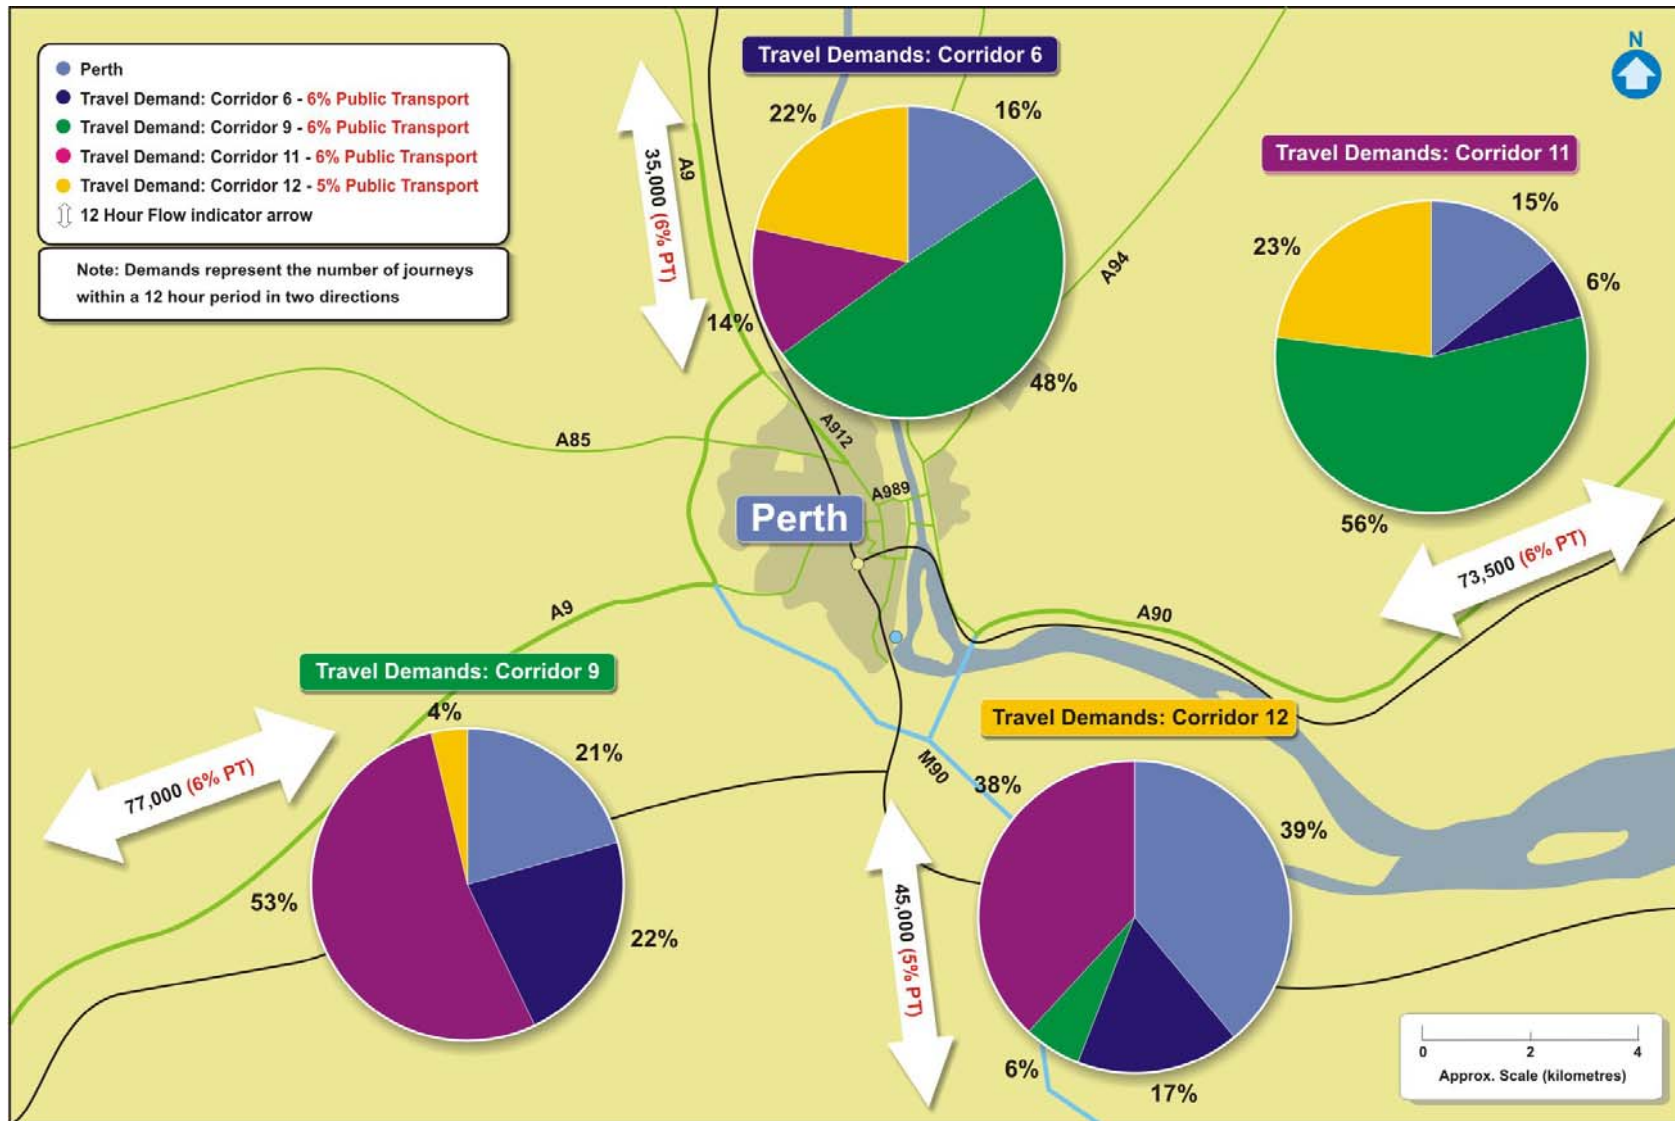 Perth
Travel Demand: Corridor 6 - 6% Public Transport
Travel Demand: Corridor 9 - 6% Public Transport
Travel Demand: Corridor 11 - 6% Public Transport
Travel Demand: Corridor 12 - 5% Public Transport
12 Hour Flow indicator arrow
Note: Demands represent the number of journeys
within a 12 hour period in two directions
Travel Demands: Corridor 6
22%
16%
14%
48%
35,000 (6% PT)
A9
A94
N
Travel Demands: Corridor 11
15%
23%
6%
56%
73,500 (6% PT)
A85
A912
A989
Perth
A9
A90
M90
Travel Demands: Corridor 9
4%
21%
53%
22%
77,000 (6% PT)
Travel Demands: Corridor 12
38%
39%
6%
17%
45,000 (5% PT)
0 2 4
Approx. Scale (kilometres)